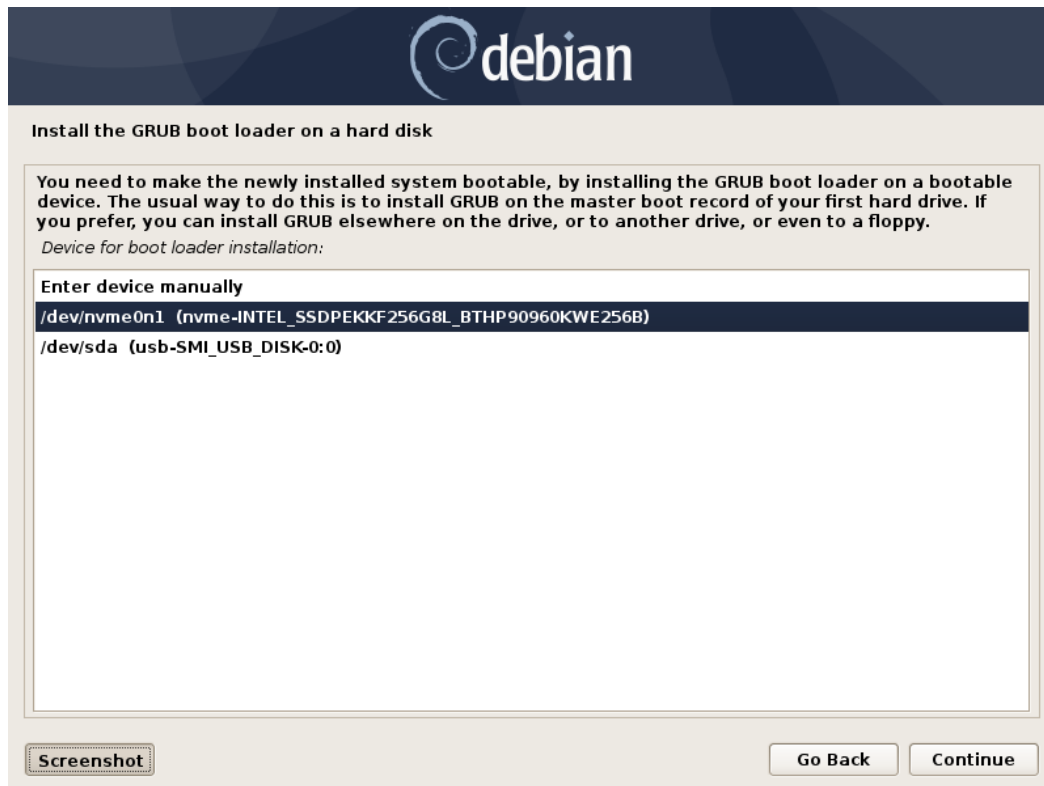 debian
Install the GRUB boot loader on a hard disk
You need to make the newly installed system bootable, by installing the GRUB boot loader on a bootable
device. The usual way to do this is to install GRUB on the master boot record of your first hard drive. If
you prefer, you can install GRUB elsewhere on the drive, or to another drive, or even to a floppy.
Device for boot loader installation:
Enter device manually
/dev/nvme0n1 (nvme-INTEL_SSDPEKKF256G8L_BTHP90960KWE256B)
/dev/sda (usb-SMI_USB_DISK-0:0)
Screenshot
Go Back
Continue